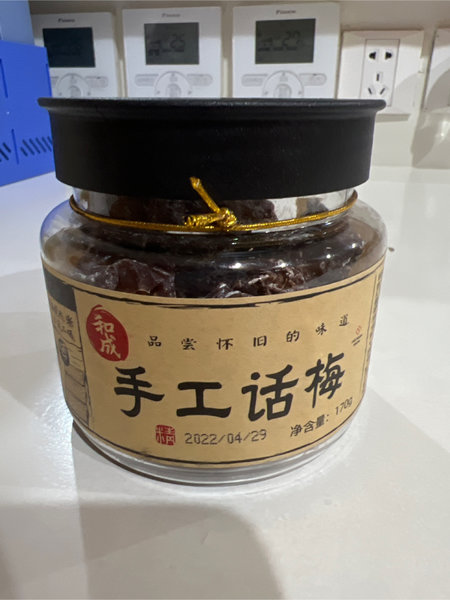 和成
品尝怀旧的味道
手工话梅
2022/04/29
净含量：170g